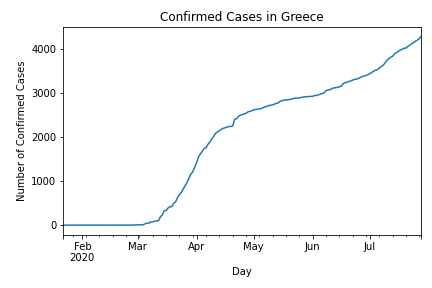 Confirmed Cases in Greece
Number of Confirmed Cases
4000
3000
2000
1000
0
Feb Mar Apr May Jun Jul
2020
Day